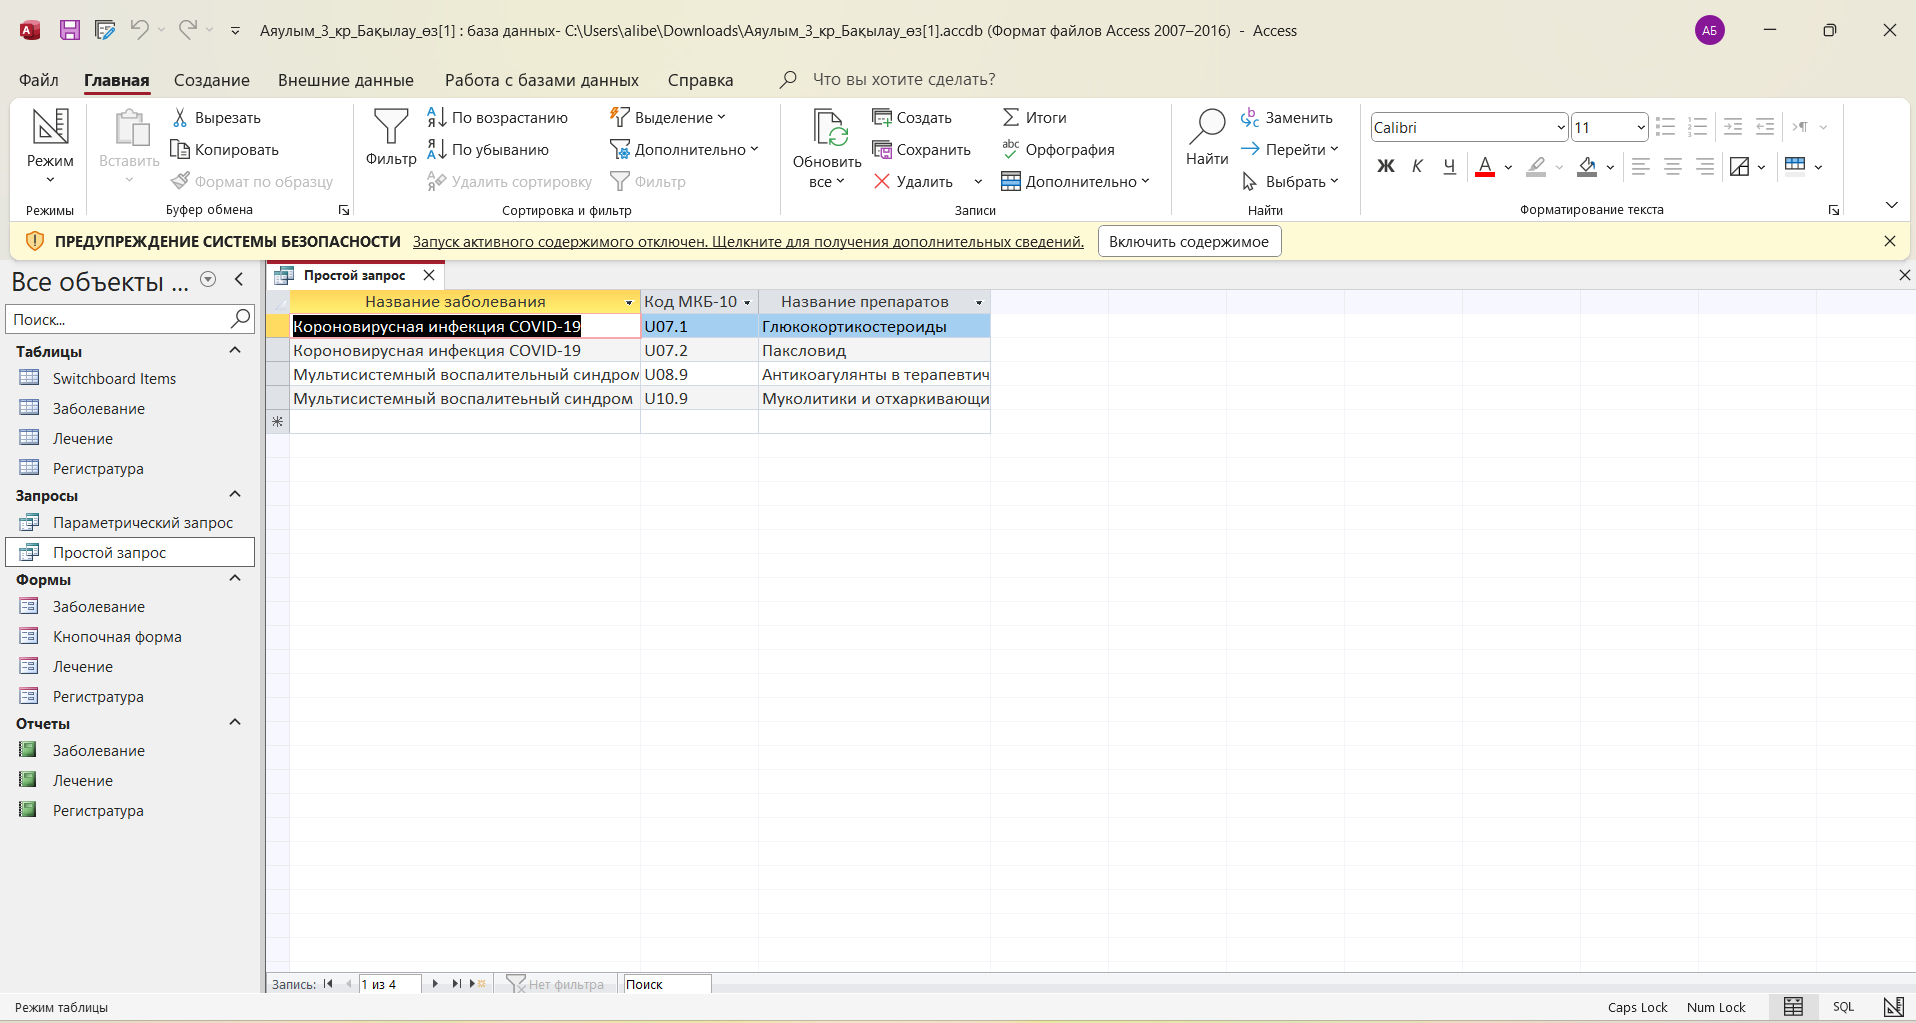 Аяулым_3_кр_Бақылау_өз[1] : база данных- C:\Users\alibe\Downloads\Аяулым_3_кр_Бақылау_өз[1].accdb (Формат файлов Access 2007–2016) - Access
АБ
Файл Главная Создание Внешние данные Работа с базами данных Справка Что вы хотите сделать?
Режим
Режимы
Вставить
Вырезать
Копировать
Формат по образцу
Буфер обмена
Фильтр
По возрастанию
По убыванию
Удалить сортировку
Выделение
Дополнительно
Фильтр
Сортировка и фильтр
Обновить
все
Создать
Сохранить
Удалить
Итоги
Орфография
Дополнительно
Записи
Найти
Заменить
Перейти
Выбрать
Найти
Calibri 11
Ж К Ч А
Форматирование текста
ПРЕДУПРЕЖДЕНИЕ СИСТЕМЫ БЕЗОПАСНОСТИ Запуск активного содержимого отключен. Щелкните для получения дополнительных сведений. Включить содержимое
Все объекты ...
Поиск...
Таблицы
Switchboard Items
Заболевание
Лечение
Регистратура
Запросы
Параметрический запрос
Простой запрос
Формы
Заболевание
Кнопочная форма
Лечение
Регистратура
Отчеты
Заболевание
Лечение
Регистратура
Простой запрос
Название заболевания Код МКБ-10 Название препаратов
Короновирусная инфекция COVID-19 U07.1 Глюкокортикостероиды
Короновирусная инфекция COVID-19 U07.2 Паксловид
Мультисистемный воспалительный синдром U08.9 Антикоагулянты в терапевтич
Мультисистемный воспалитеьный синдром U10.9 Муколитики и отхаркивающи
Запись: 1 из 4 Нет фильтра Поиск
Режим таблицы Caps Lock Num Lock SQL